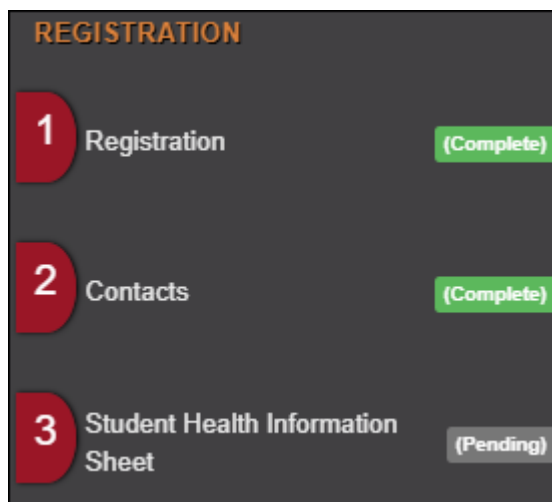 REGISTRATION
1 Registration (Complete)
2 Contacts (Complete)
3 Student Health Information
Sheet (Pending)